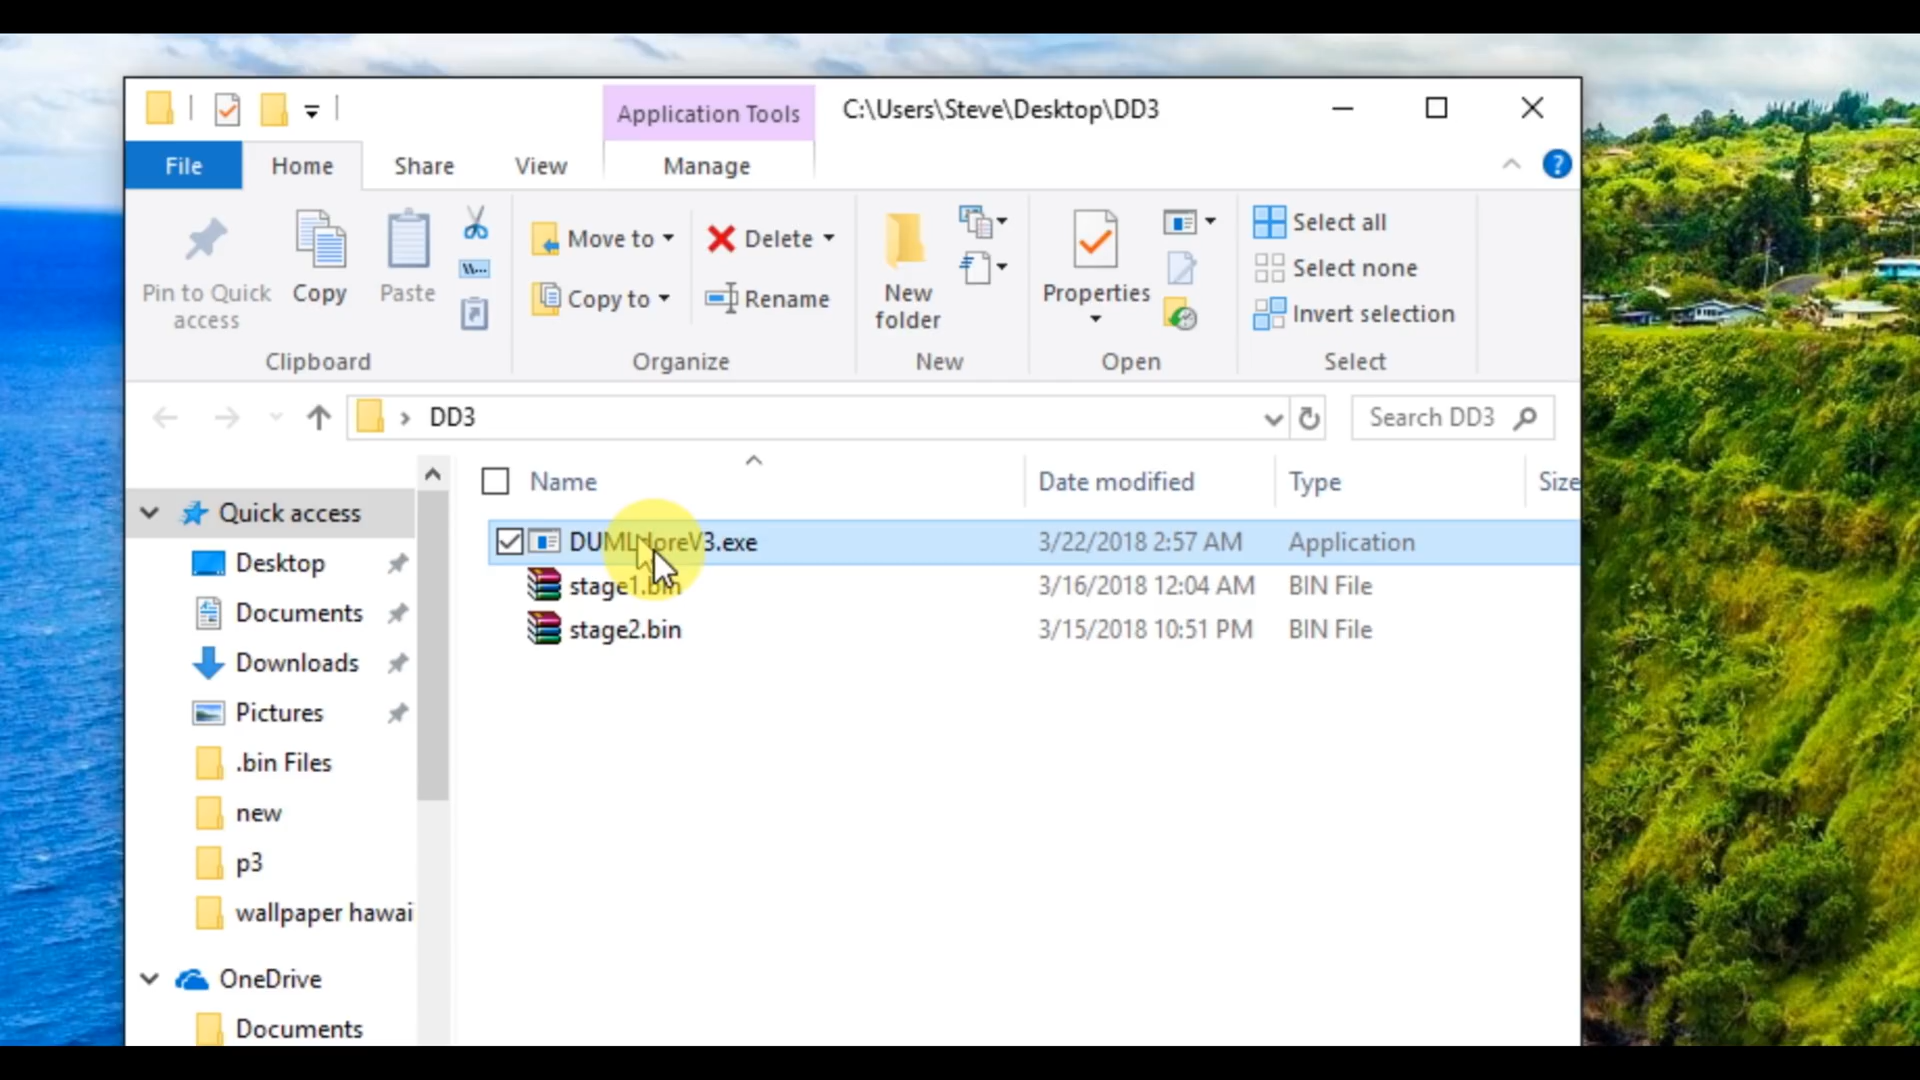 Application Tools
C:\Users\Steve\Desktop\DD3
File
Home
Share
View
Manage
Pin to Quick
access
Copy
Paste
Clipboard
Move to
Copy to
Delete
Rename
Organize
New
folder
New
Properties
Open
Select all
Select none
Invert selection
Select
DD3
Search DD3
Name
Date modified
Type
Size
Quick access
Desktop
Documents
Downloads
Pictures
.bin Files
new
p3
wallpaper hawai
OneDrive
Documents
DUMLdoreV3.exe 3/22/2018 2:57 AM Application
stage1.bin 3/16/2018 12:04 AM BIN File
stage2.bin 3/15/2018 10:51 PM BIN File